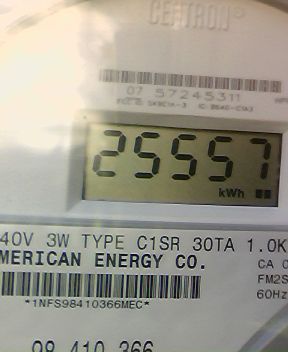 CENTRON®
07 57245311
25557
kWh
40V 3W TYPE C1SR 30TA 1.0K
MERICAN ENERGY CO.
CA 0
FM2S
*1NFS98410366MEC*
60Hz
98 410 366